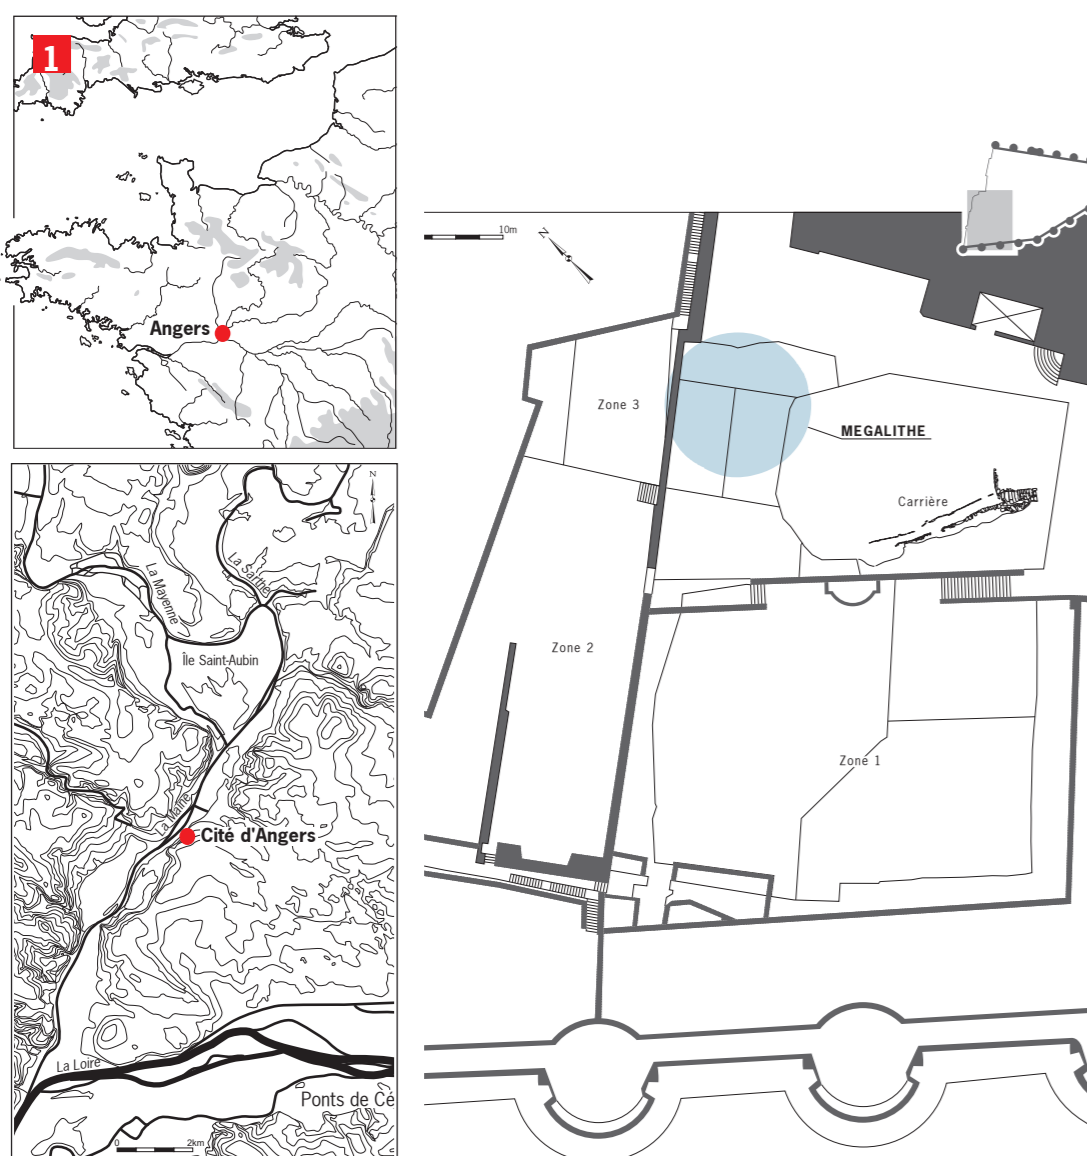 1
Angers
N
La Mayenne
La Sarthe
Île Saint-Aubin
La Maine
Cité d'Angers
La Loire
Ponts de Cé
0
2km
10m
N
Zone 3
MEGALITHE
Carrière
Zone 2
Zone 1